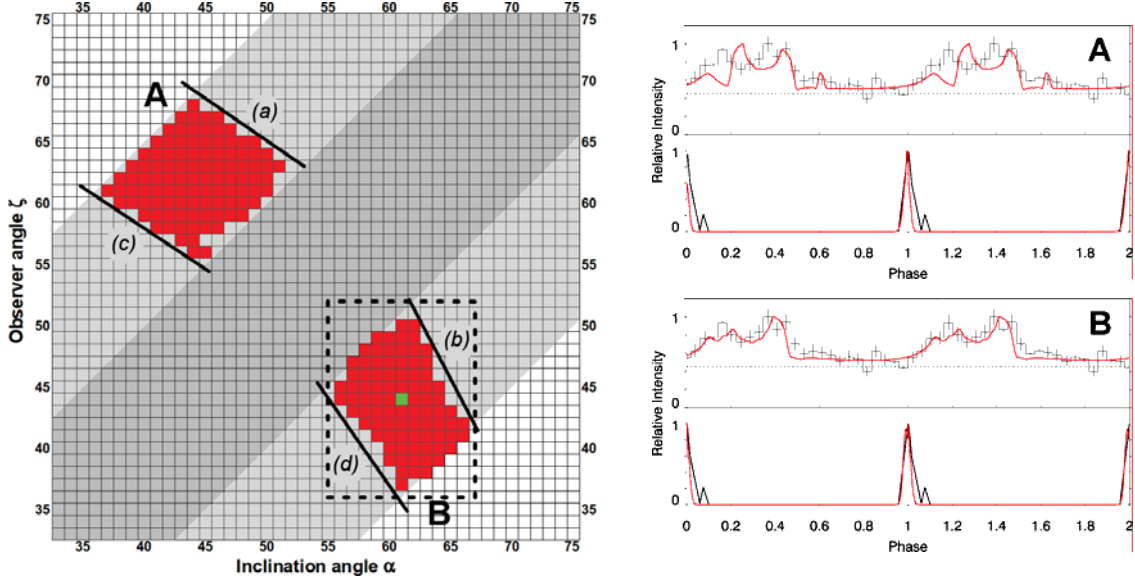 75 35 40 45 50 55 60 65 70 75
70 70
A (a)
65 65
60 60
(c)
55 55
50 50
(b)
45 45
40 40
(d)
35 B 35
35 40 45 50 55 60 65 70 75
Observer angle ζ
Inclination angle α
A
1
0
1
0
Relative Intensity
0 0.2 0.4 0.6 0.8 1 1.2 1.4 1.6 1.8 2
Phase
B
1
0
1
0
Relative Intensity
0 0.2 0.4 0.6 0.8 1 1.2 1.4 1.6 1.8 2
Phase